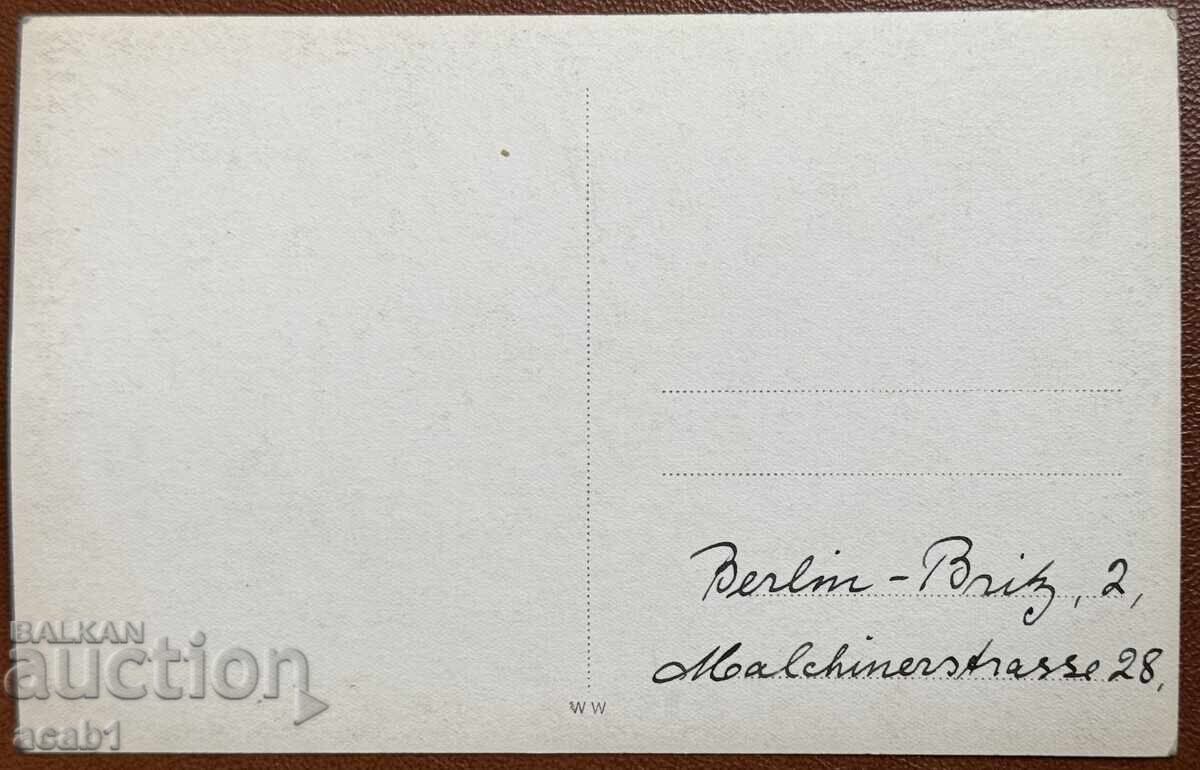 Berlin-Britz, 2,
Malchinerstrasse 28,
WW
BALKAN
auction
acab1